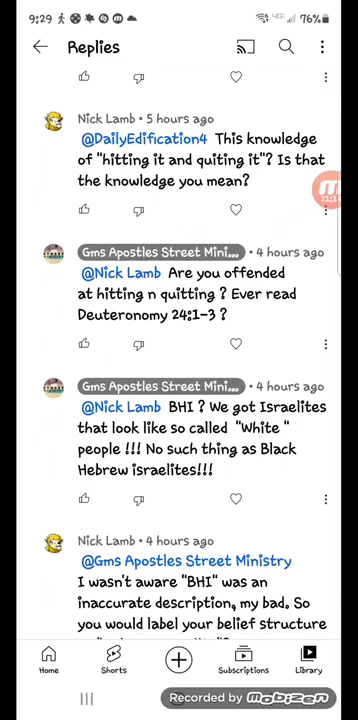 9:29
76%
Replies
Nick Lamb • 5 hours ago
@DailyEdification4 This knowledge
of "hitting it and quiting it"? Is that
the knowledge you mean?
Gms Apostles Street Mini... • 4 hours ago
@Nick Lamb Are you offended
at hitting n quitting ? Ever read
Deuteronomy 24:1-3 ?
Gms Apostles Street Mini... • 4 hours ago
@Nick Lamb BHI ? We got Israelites
that look like so called "White "
people !!! No such thing as Black
Hebrew israelites!!!
Nick Lamb • 4 hours ago
@Gms Apostles Street Ministry
I wasn't aware "BHI" was an
inaccurate description, my bad. So
you would label your belief structure
Home
Shorts
Subscriptions
Library
Recorded by mobizen